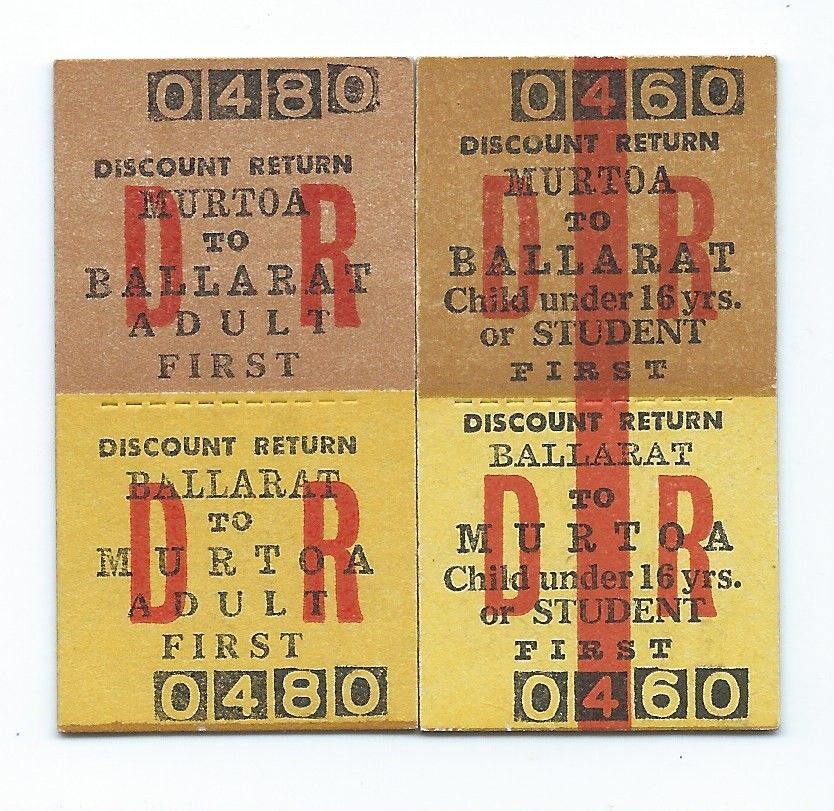 0480
DISCOUNT RETURN
MURTOA
TO
D R
BALLARAT
ADULT
FIRST
DISCOUNT RETURN
BALLARAT
TO
D R
MURTOA
ADULT
FIRST
0480
0460
DISCOUNT RETURN
MURTOA
TO
D R
BALLARAT
Child under 16 yrs.
or STUDENT
FIRST
DISCOUNT RETURN
BALLARAT
TO
D R
MURTOA
Child under 16 yrs.
or STUDENT
FIRST
0460